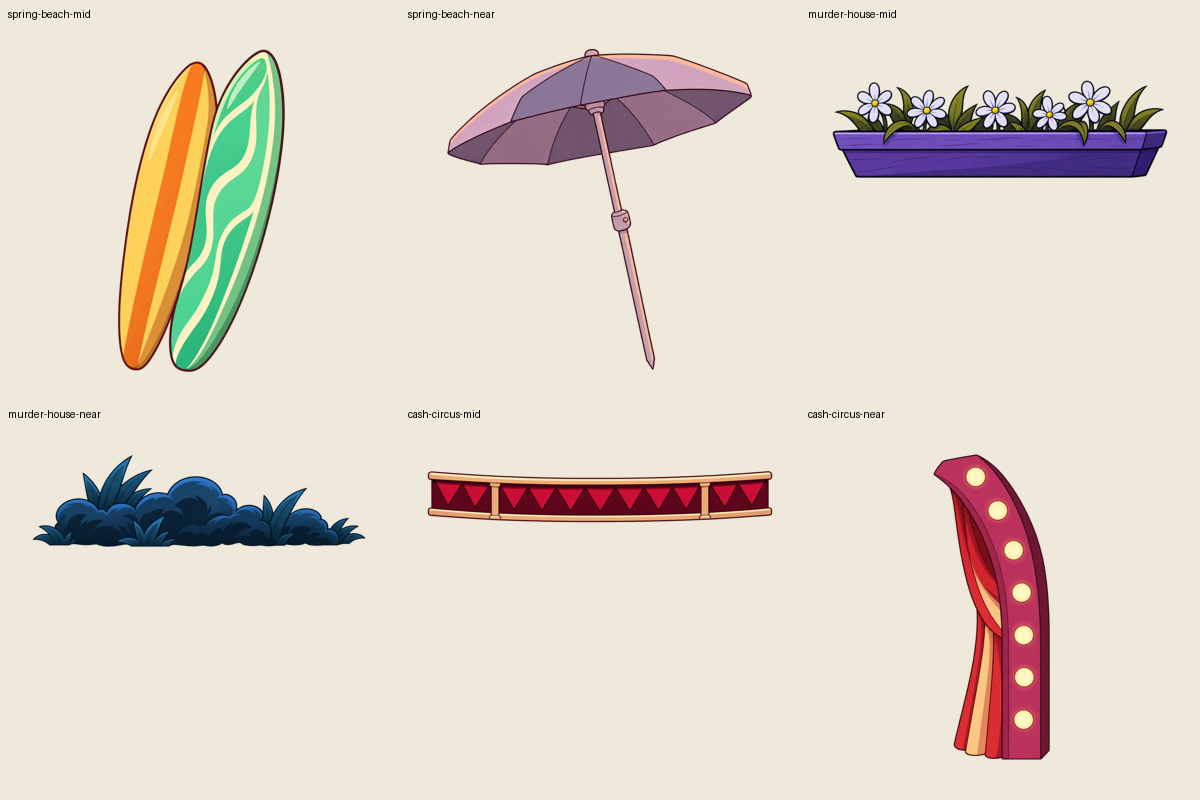 spring-beach-mid
spring-beach-near
murder-house-mid
murder-house-near
cash-circus-mid
cash-circus-near